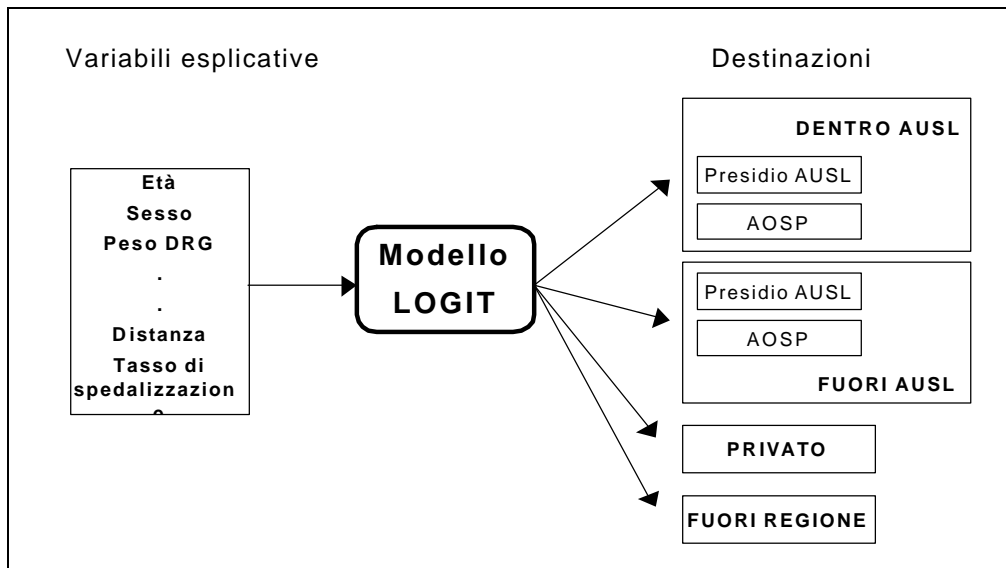 Variabili esplicative
Destinazioni
Età
Sesso
Peso DRG
.
.
Distanza
Tasso di
spedalizzazion
Modello
LOGIT
DENTRO AUSL
Presidio AUSL
AOSP
Presidio AUSL
AOSP
FUORI AUSL
PRIVATO
FUORI REGIONE